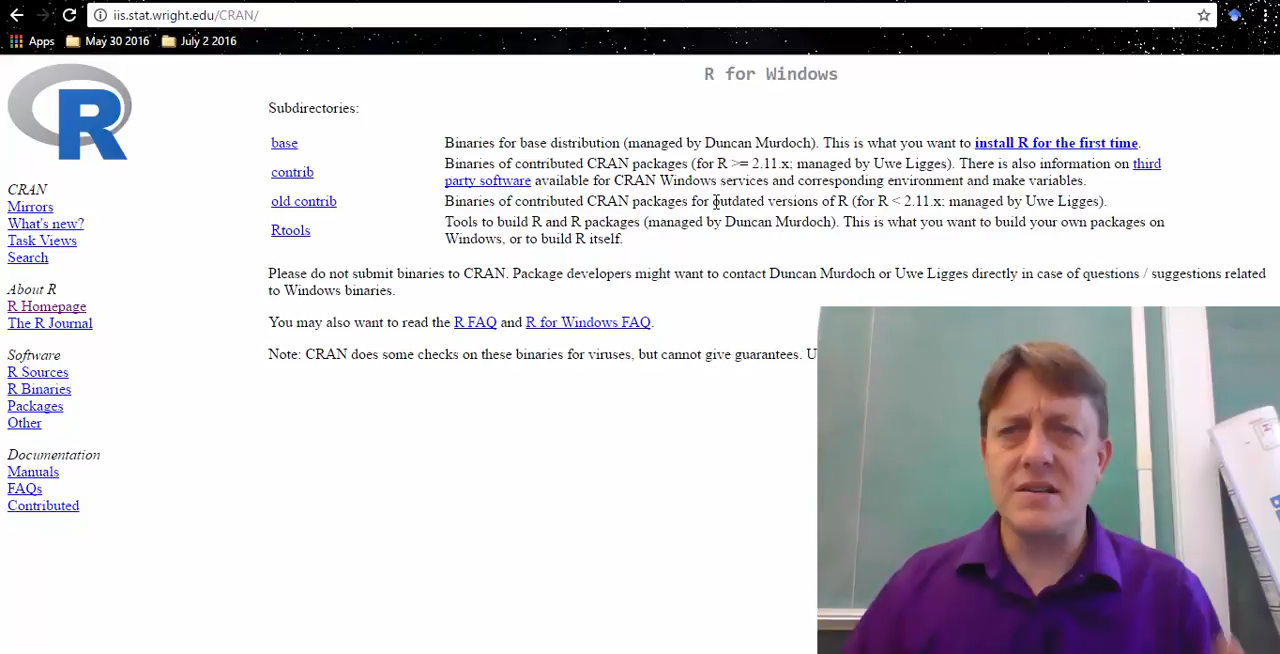 iis.stat.wright.edu/CRAN/
Apps May 30 2016 July 2 2016
R
R for Windows
Subdirectories:
base Binaries for base distribution (managed by Duncan Murdoch). This is what you want to install R for the first time.
contrib Binaries of contributed CRAN packages (for R >= 2.11.x; managed by Uwe Ligges). There is also information on third
party software available for CRAN Windows services and corresponding environment and make variables.
old contrib Binaries of contributed CRAN packages for outdated versions of R (for R < 2.11.x; managed by Uwe Ligges).
Rtools Tools to build R and R packages (managed by Duncan Murdoch). This is what you want to build your own packages on
Windows, or to build R itself.
Please do not submit binaries to CRAN. Package developers might want to contact Duncan Murdoch or Uwe Ligges directly in case of questions / suggestions related
to Windows binaries.
You may also want to read the R FAQ and R for Windows FAQ.
Note: CRAN does some checks on these binaries for viruses, but cannot give guarantees. U
CRAN
Mirrors
What's new?
Task Views
Search
About R
R Homepage
The R Journal
Software
R Sources
R Binaries
Packages
Other
Documentation
Manuals
FAQs
Contributed